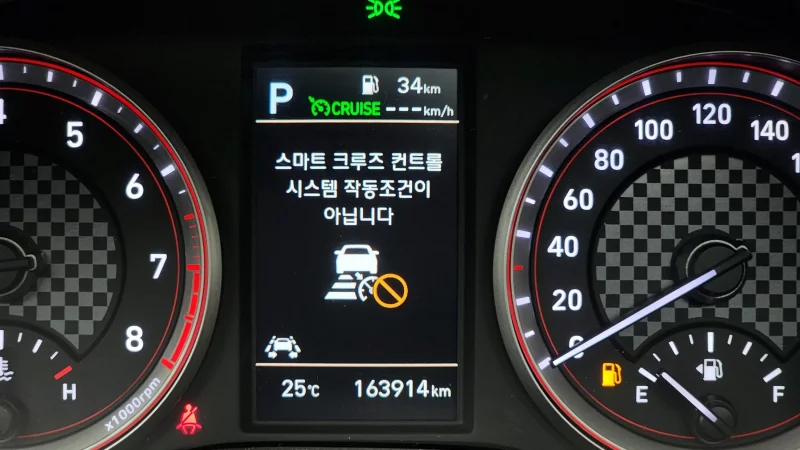 P
34km
CRUISE ---km/h
스마트 크루즈 컨트롤
시스템 작동조건이
아닙니다
25℃ 163914km
4
5
6
7
8
x1000rpm
H
0
20
40
60
80
100
120
140
E
F